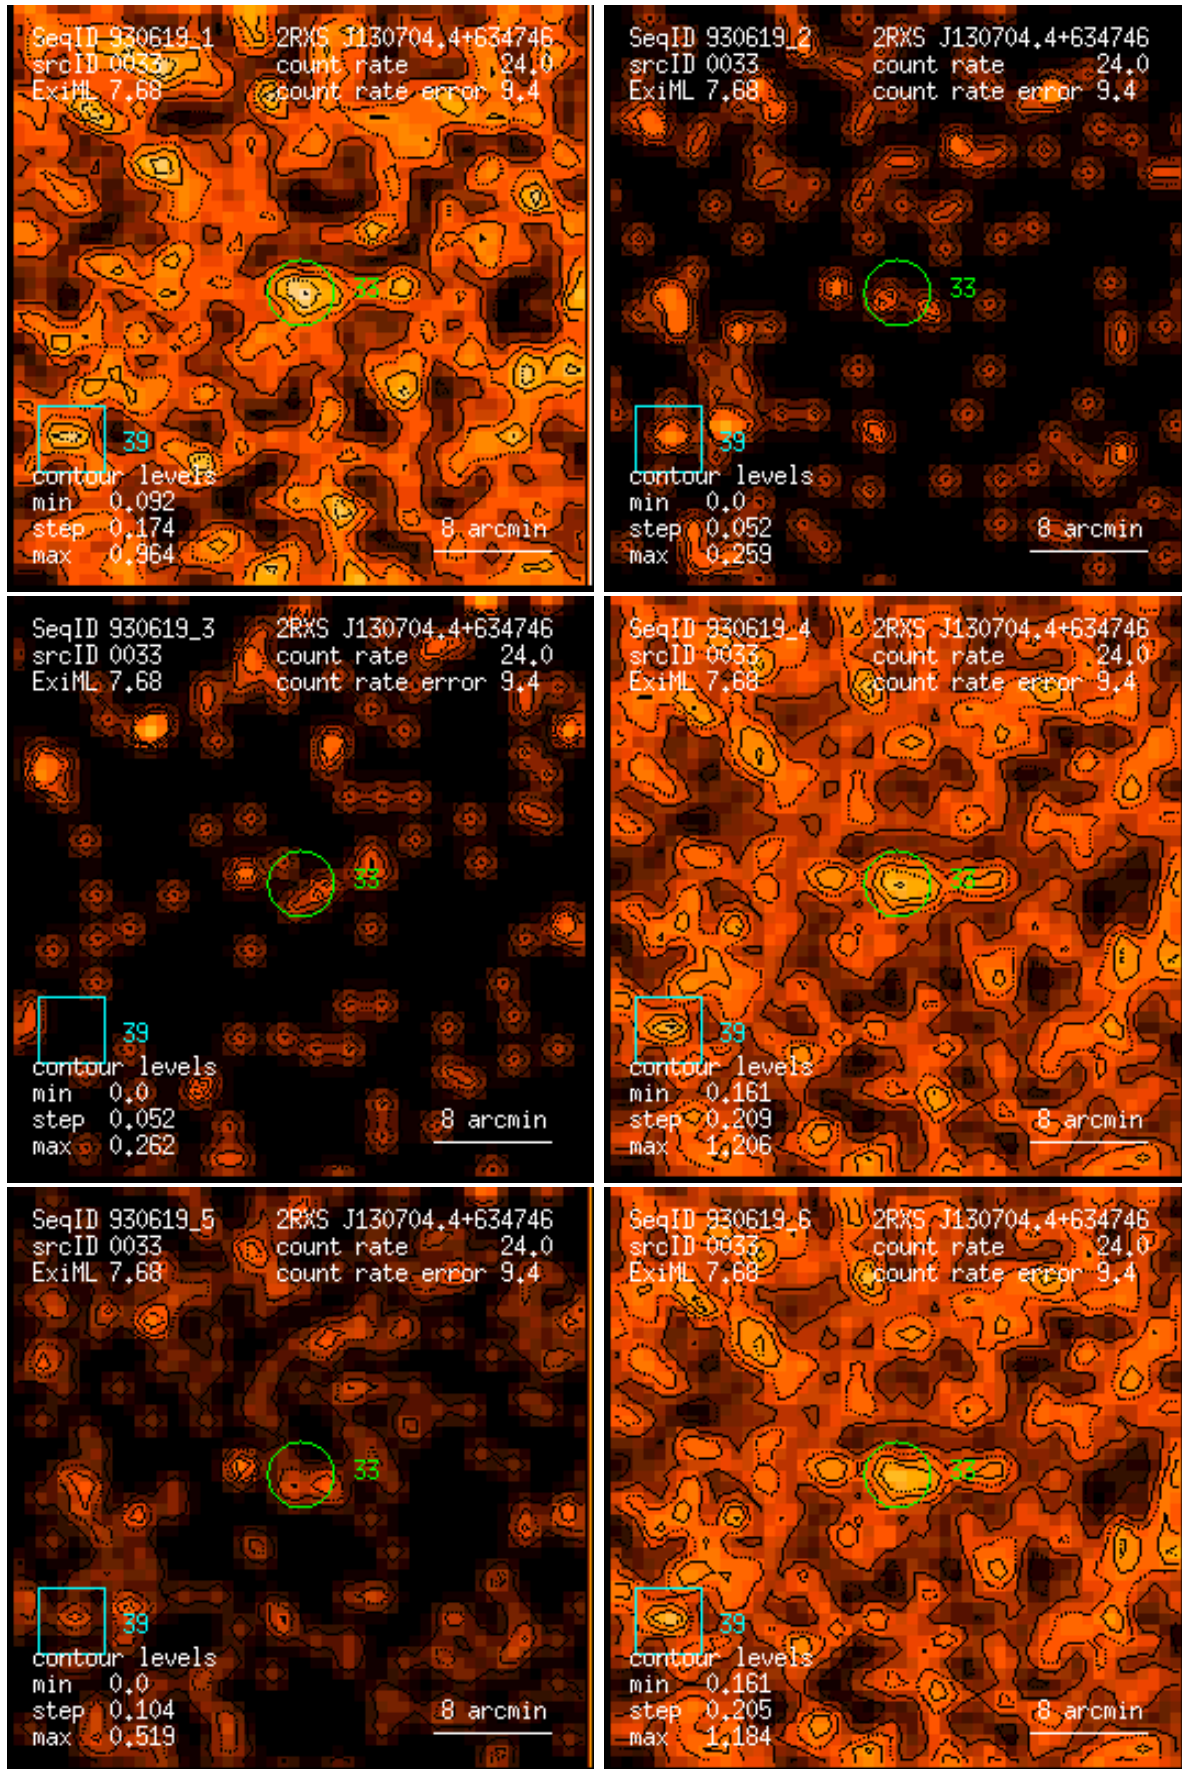 SeqID 930619_1 2RXS J130704.4+634746
srcID 0033 count rate 24.0
ExiML 7.68 count rate error 9.4
33
39
contour levels
min 0.092
step 0.174 8 arcmin
max 0.964
SeqID 930619_2 2RXS J130704.4+634746
srcID 0033 count rate 24.0
ExiML 7.68 count rate error 9.4
33
39
contour levels
min 0.0
step 0.052 8 arcmin
max 0.259
SeqID 930619_3 2RXS J130704.4+634746
srcID 0033 count rate 24.0
ExiML 7.68 count rate error 9.4
33
39
contour levels
min 0.0
step 0.052 8 arcmin
max 0.262
SeqID 930619_4 2RXS J130704.4+634746
srcID 0033 count rate 24.0
ExiML 7.68 count rate error 9.4
33
39
contour levels
min 0.161
step 0.209 8 arcmin
max 1.206
SeqID 930619_5 2RXS J130704.4+634746
srcID 0033 count rate 24.0
ExiML 7.68 count rate error 9.4
33
39
contour levels
min 0.0
step 0.104 8 arcmin
max 0.519
SeqID 930619_6 2RXS J130704.4+634746
srcID 0033 count rate 24.0
ExiML 7.68 count rate error 9.4
33
39
contour levels
min 0.161
step 0.205 8 arcmin
max 1.184